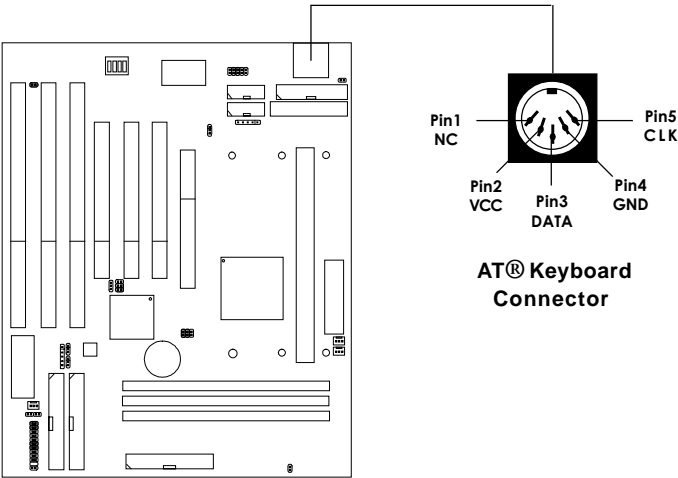 Pin1
NC
Pin5
CLK
Pin2
VCC
Pin3
DATA
Pin4
GND
AT® Keyboard
Connector